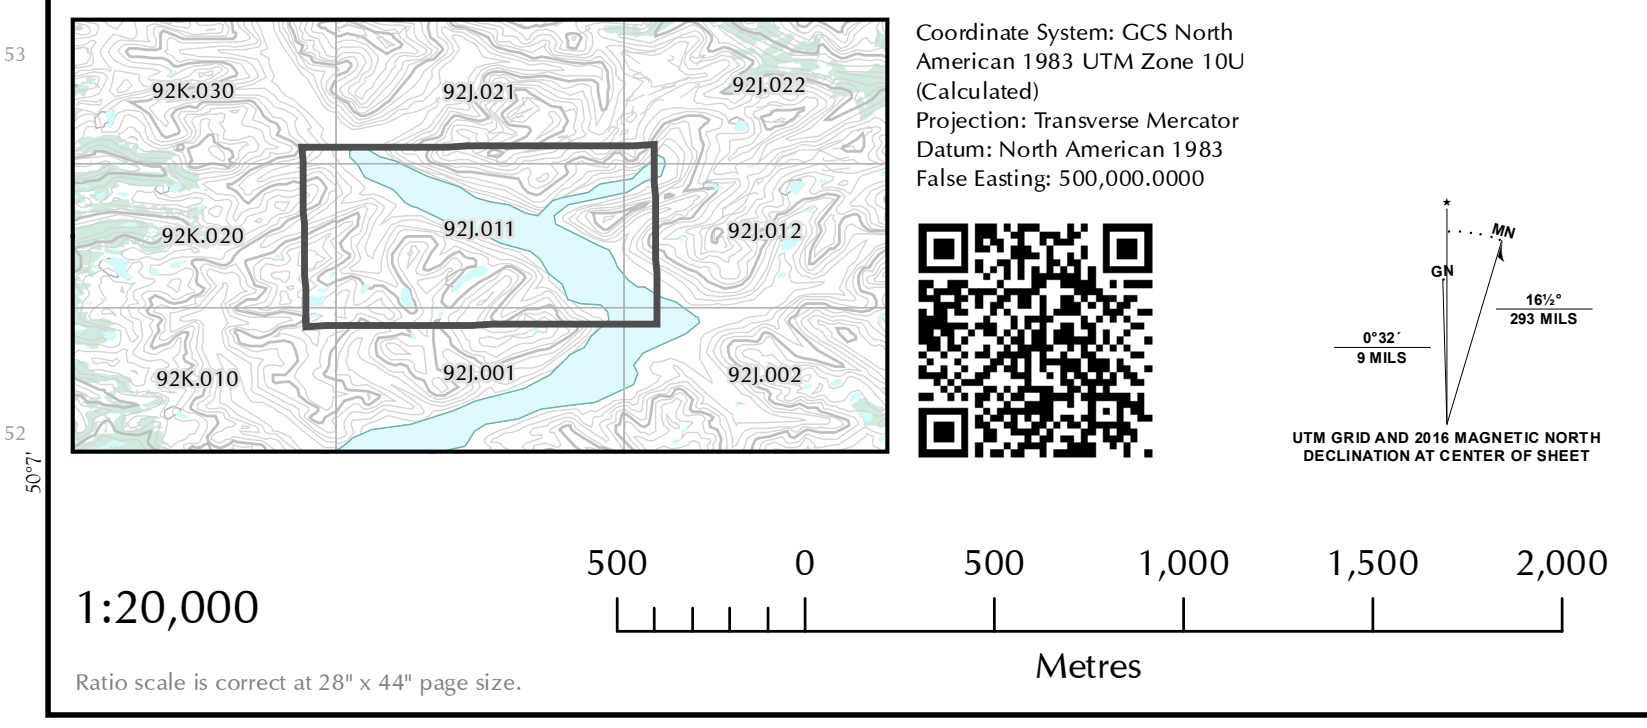 53
52
50°7'
92K.030
92J.021
92J.022
92K.020
92J.011
92J.012
92K.010
92J.001
92J.002
Coordinate System: GCS North
American 1983 UTM Zone 10U
(Calculated)
Projection: Transverse Mercator
Datum: North American 1983
False Easting: 500,000.0000
MN
GN
16½°
293 MILS
0°32´
9 MILS
UTM GRID AND 2016 MAGNETIC NORTH
DECLINATION AT CENTER OF SHEET
1:20,000
500 0 500 1,000 1,500 2,000
Metres
Ratio scale is correct at 28" x 44" page size.